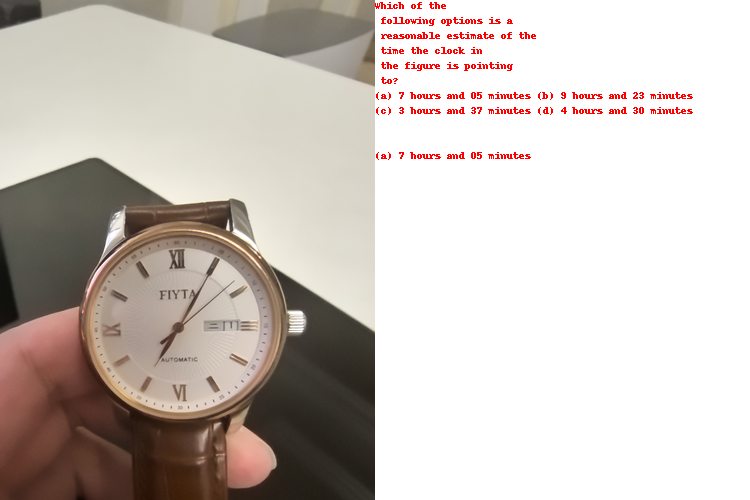 Which of the
following options is a
reasonable estimate of the
time the clock in
the figure is pointing
to?
(a) 7 hours and 05 minutes (b) 9 hours and 23 minutes
(c) 3 hours and 37 minutes (d) 4 hours and 30 minutes
(a) 7 hours and 05 minutes
XII
FIYTA
AUTOMATIC
VI